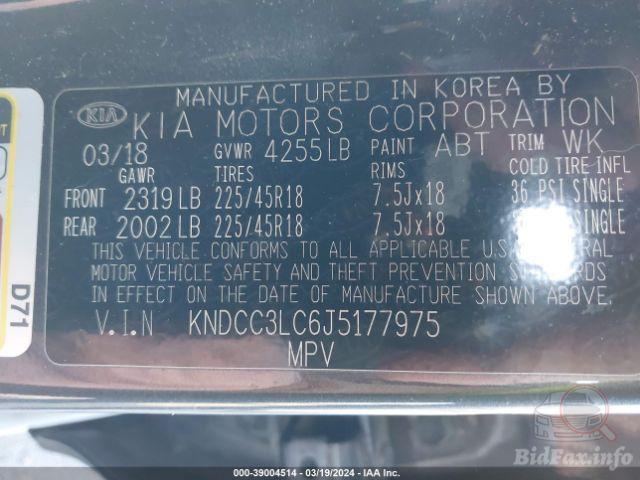 MANUFACTURED IN KOREA BY
KIA KIA MOTORS CORPORATION
03/18 GVWR 4255LB PAINT ABT TRIM WK
GAWR TIRES RIMS COLD TIRE INFL
FRONT 2319LB 225/45R18 7.5Jx18 36 PSI SINGLE
REAR 2002LB 225/45R18 7.5Jx18 SINGLE
THIS VEHICLE CONFORMS TO ALL APPLICABLE U.S.
MOTOR VEHICLE SAFETY AND THEFT PREVENTION
IN EFFECT ON THE DATE OF MANUFACTURE SHOWN ABOVE.
V.I.N KNDCC3LC6J5177975
MPV
D71
BidFax.info
000-39004514 - 03/19/2024 - IAA Inc.